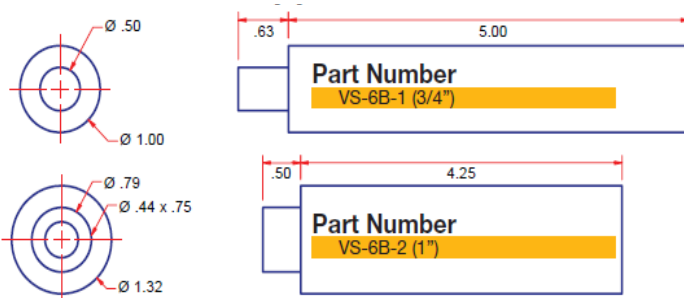 Ø .50
.63
5.00
Part Number
VS-6B-1 (3/4”)
Ø 1.00
.50
4.25
Ø .79
Ø .44 x .75
Part Number
VS-6B-2 (1”)
Ø 1.32